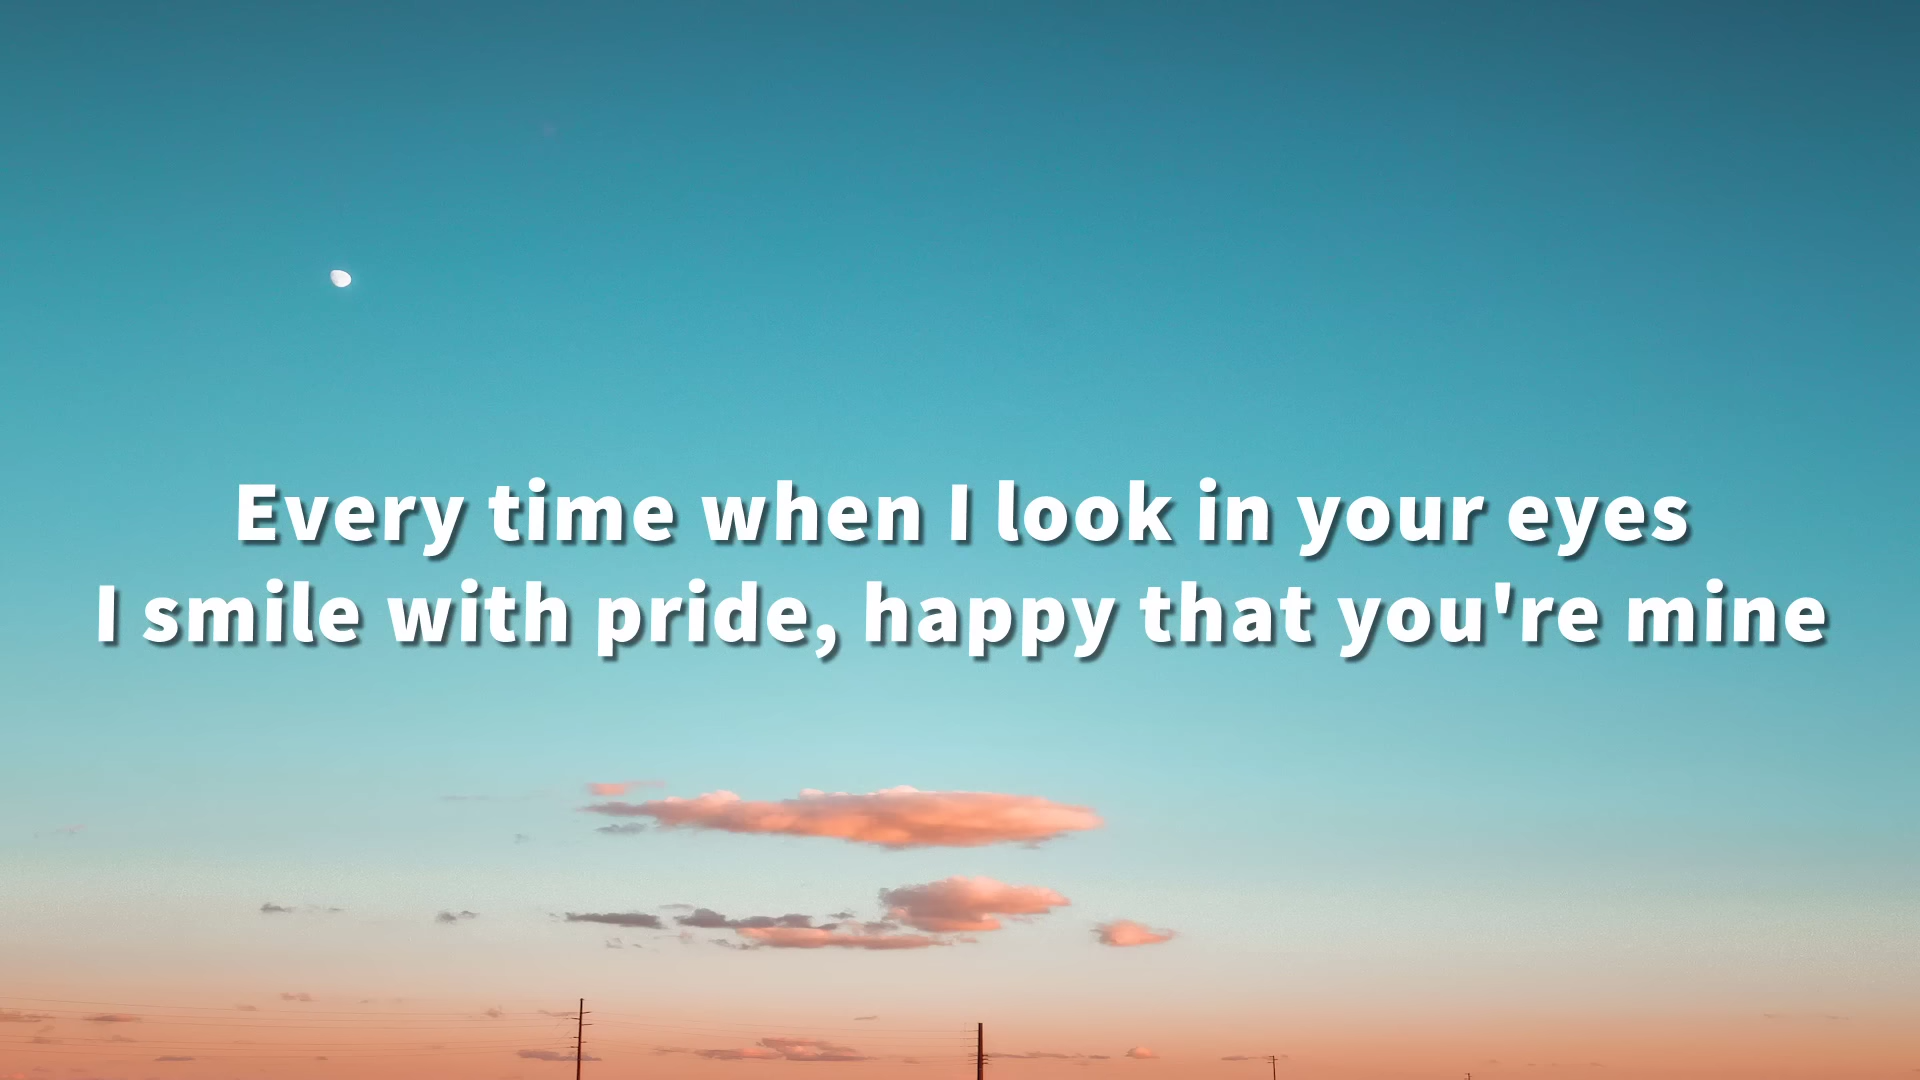 Every time when I look in your eyes
I smile with pride, happy that you're mine